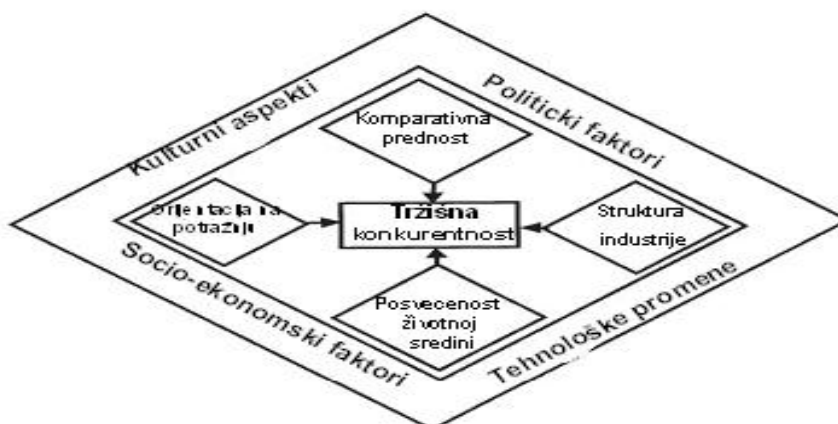 Kulturni aspekti
Politicki faktori
Komparativna
prednost
Orijentacija na
potražnju
Tržišna
konkurentnost
Struktura
industrije
Posvecenost
životnoj
sredini
Socio-ekonomski faktori
Tehnološke promene